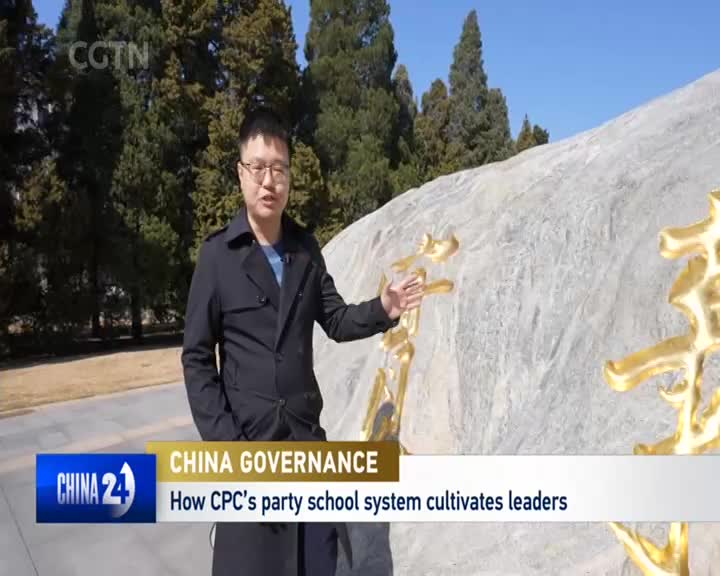 CGTN
CHINA GOVERNANCE
CHINA 24
How CPC's party school system cultivates leaders